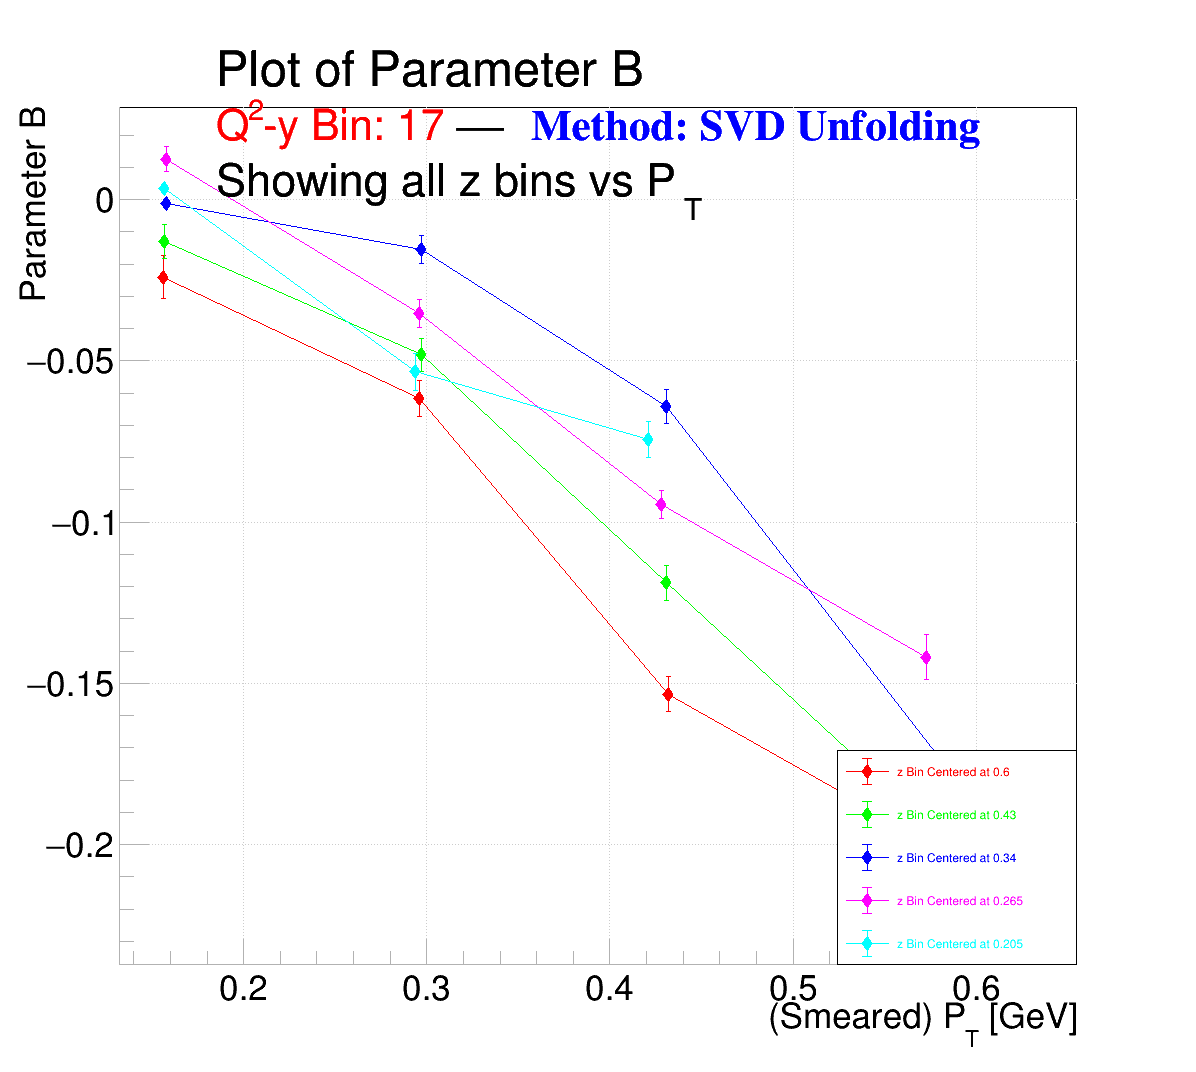 Plot of Parameter B
Q2-y Bin: 17 — Method: SVD Unfolding
Showing all z bins vs PT
Parameter B
0
−0.05
−0.1
−0.15
−0.2
z Bin Centered at 0.6
z Bin Centered at 0.43
z Bin Centered at 0.34
z Bin Centered at 0.265
z Bin Centered at 0.205
0.2 0.3 0.4 0.5 0.6
(Smeared) PT [GeV]